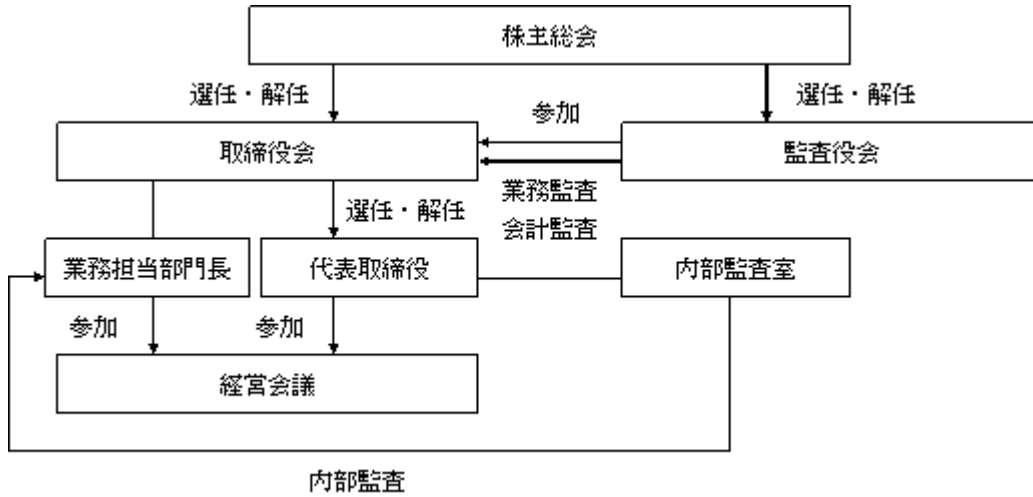 株主総会
選任・解任
選任・解任
参加
取締役会
監査役会
業務監査
会計監査
選任・解任
業務担当部門長
代表取締役
内部監査室
参加
参加
経営会議
内部監査